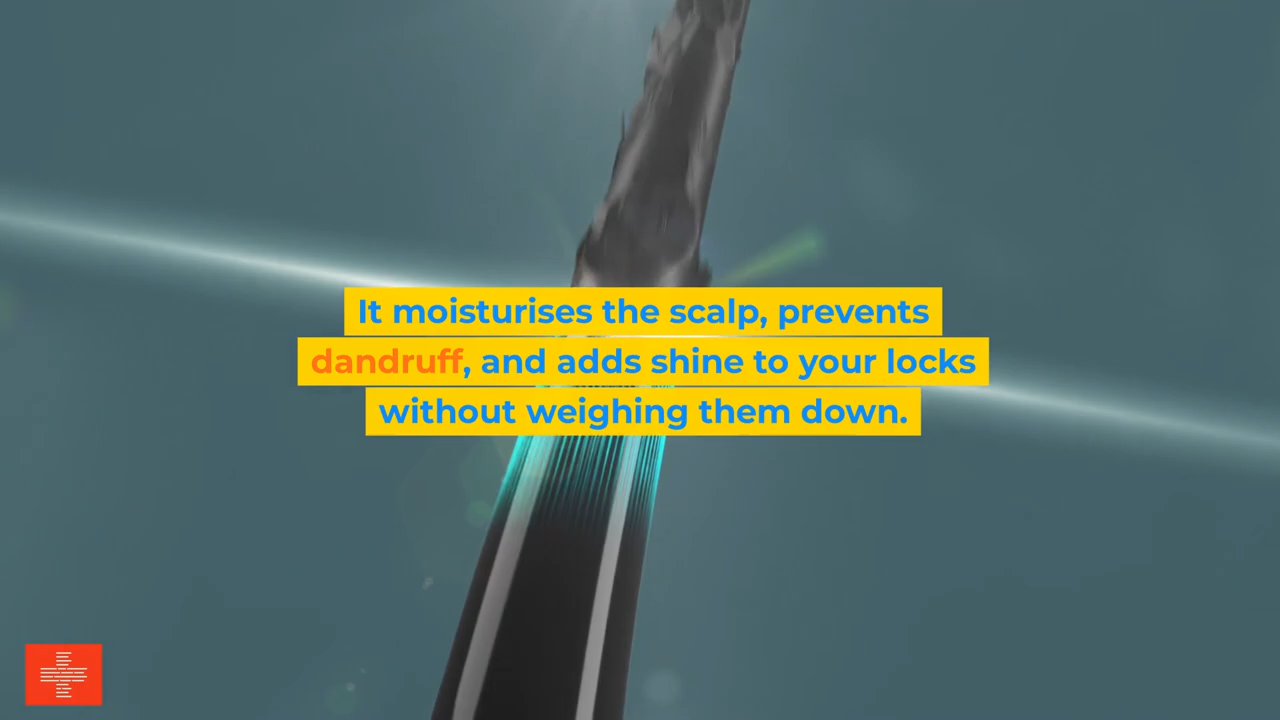 It moisturises the scalp, prevents
dandruff, and adds shine to your locks
without weighing them down.